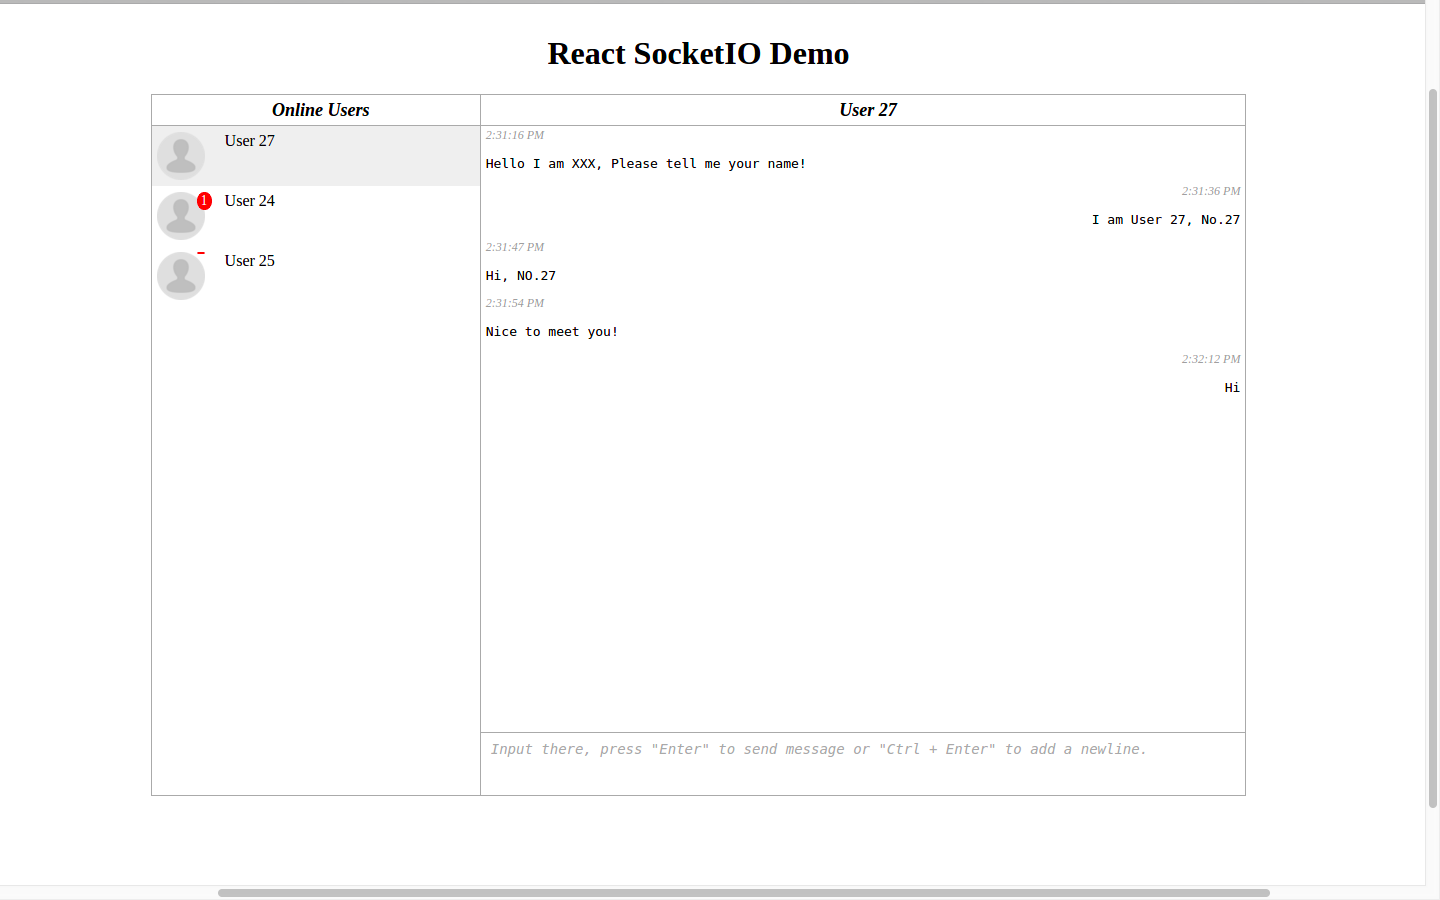 React SocketIO Demo
Online Users
User 27
User 27
1
User 24
User 25
2:31:16 PM
Hello I am XXX, Please tell me your name!
2:31:36 PM
I am User 27, No.27
2:31:47 PM
Hi, NO.27
2:31:54 PM
Nice to meet you!
2:32:12 PM
Hi
Input there, press "Enter" to send message or "Ctrl + Enter" to add a newline.